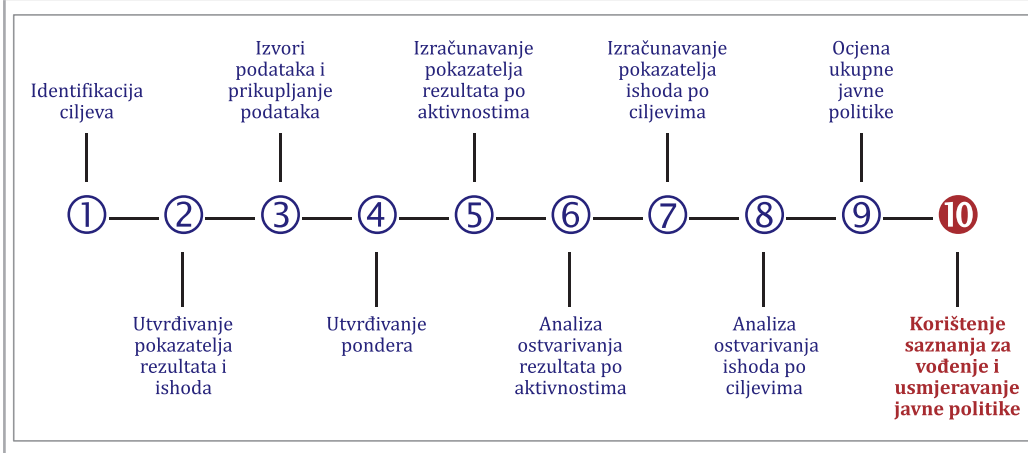 Identifikacija
ciljeva
1
Utvrđivanje
pokazatelja
rezultata i
ishoda
2
Izvori
podataka i
prikupljanje
podataka
3
Utvrđivanje
pondera
4
Izračunavanje
pokazatelja
rezultata po
aktivnostima
5
Analiza
ostvarivanja
rezultata po
aktivnostima
6
Izračunavanje
pokazatelja
ishoda po
ciljevima
7
Analiza
ostvarivanja
ishoda po
ciljevima
8
Ocjena
ukupne
javne
politike
9
10
Korištenje
saznanja za
vođenje i
usmjeravanje
javne politike